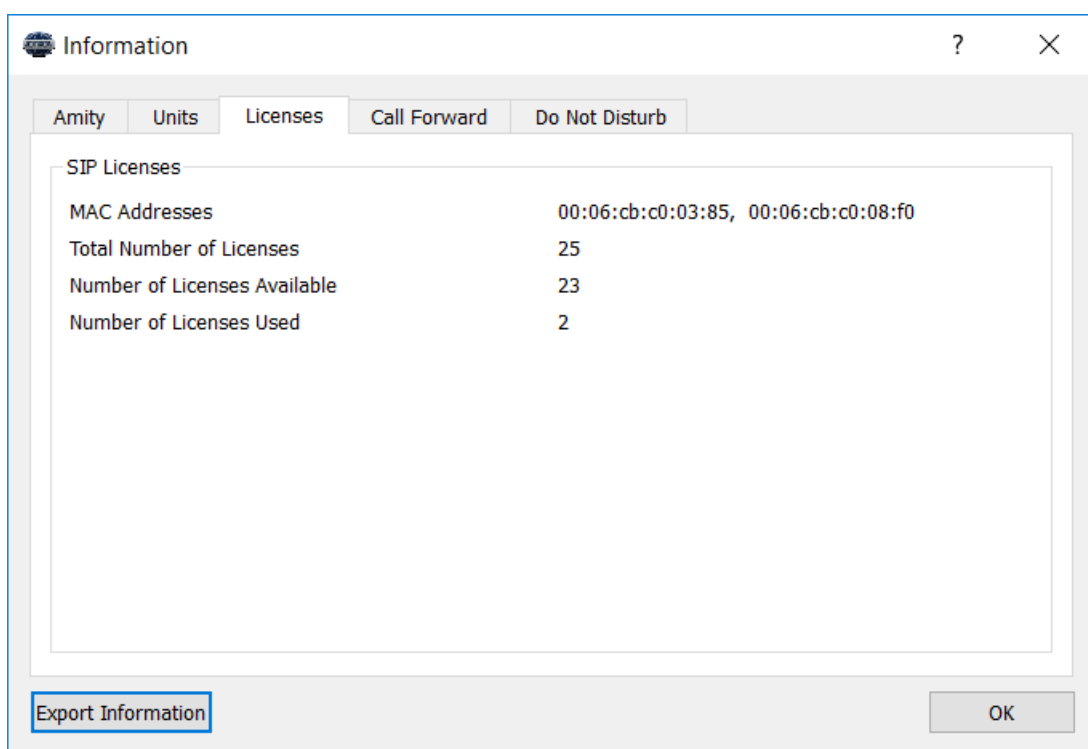 Information ?
Amity Units Licenses Call Forward Do Not Disturb
SIP Licenses
MAC Addresses 00:06:cb:c0:03:85, 00:06:cb:c0:08:f0
Total Number of Licenses 25
Number of Licenses Available 23
Number of Licenses Used 2
Export Information OK